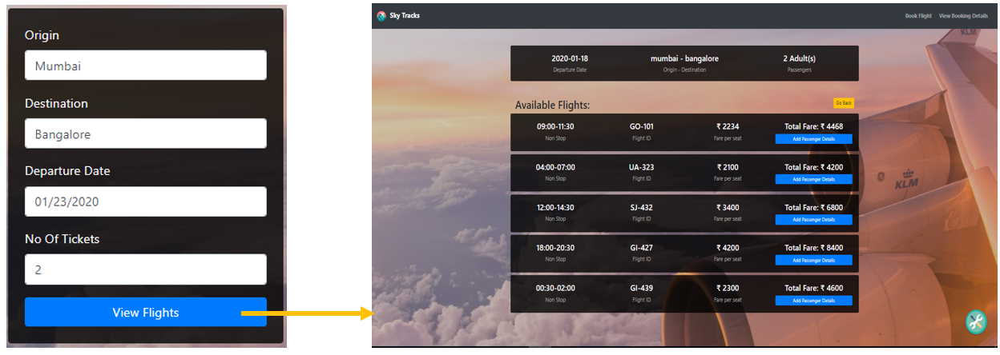 Origin
Mumbai
Destination
Bangalore
Departure Date
01/23/2020
No Of Tickets
2
View Flights
Sky Tracks
Book Flight View Booking Details
KLM
2020-01-18 mumbai - bangalore 2 Adult(s)
Departure Date Origin - Destination Passengers
Available Flights: Go Back
09:00-11:30 GO-101 ₹ 2234 Total Fare: ₹ 4468
Non Stop Flight ID Fare per seat Add Passenger Details
04:00-07:00 UA-323 ₹ 2100 Total Fare: ₹ 4200
Non Stop Flight ID Fare per seat Add Passenger Details
KLM
12:00-14:30 SJ-432 ₹ 3400 Total Fare: ₹ 6800
Non Stop Flight ID Fare per seat Add Passenger Details
18:00-20:30 GI-427 ₹ 4200 Total Fare: ₹ 8400
Non Stop Flight ID Fare per seat Add Passenger Details
00:30-02:00 GI-439 ₹ 2300 Total Fare: ₹ 4600
Non Stop Flight ID Fare per seat Add Passenger Details